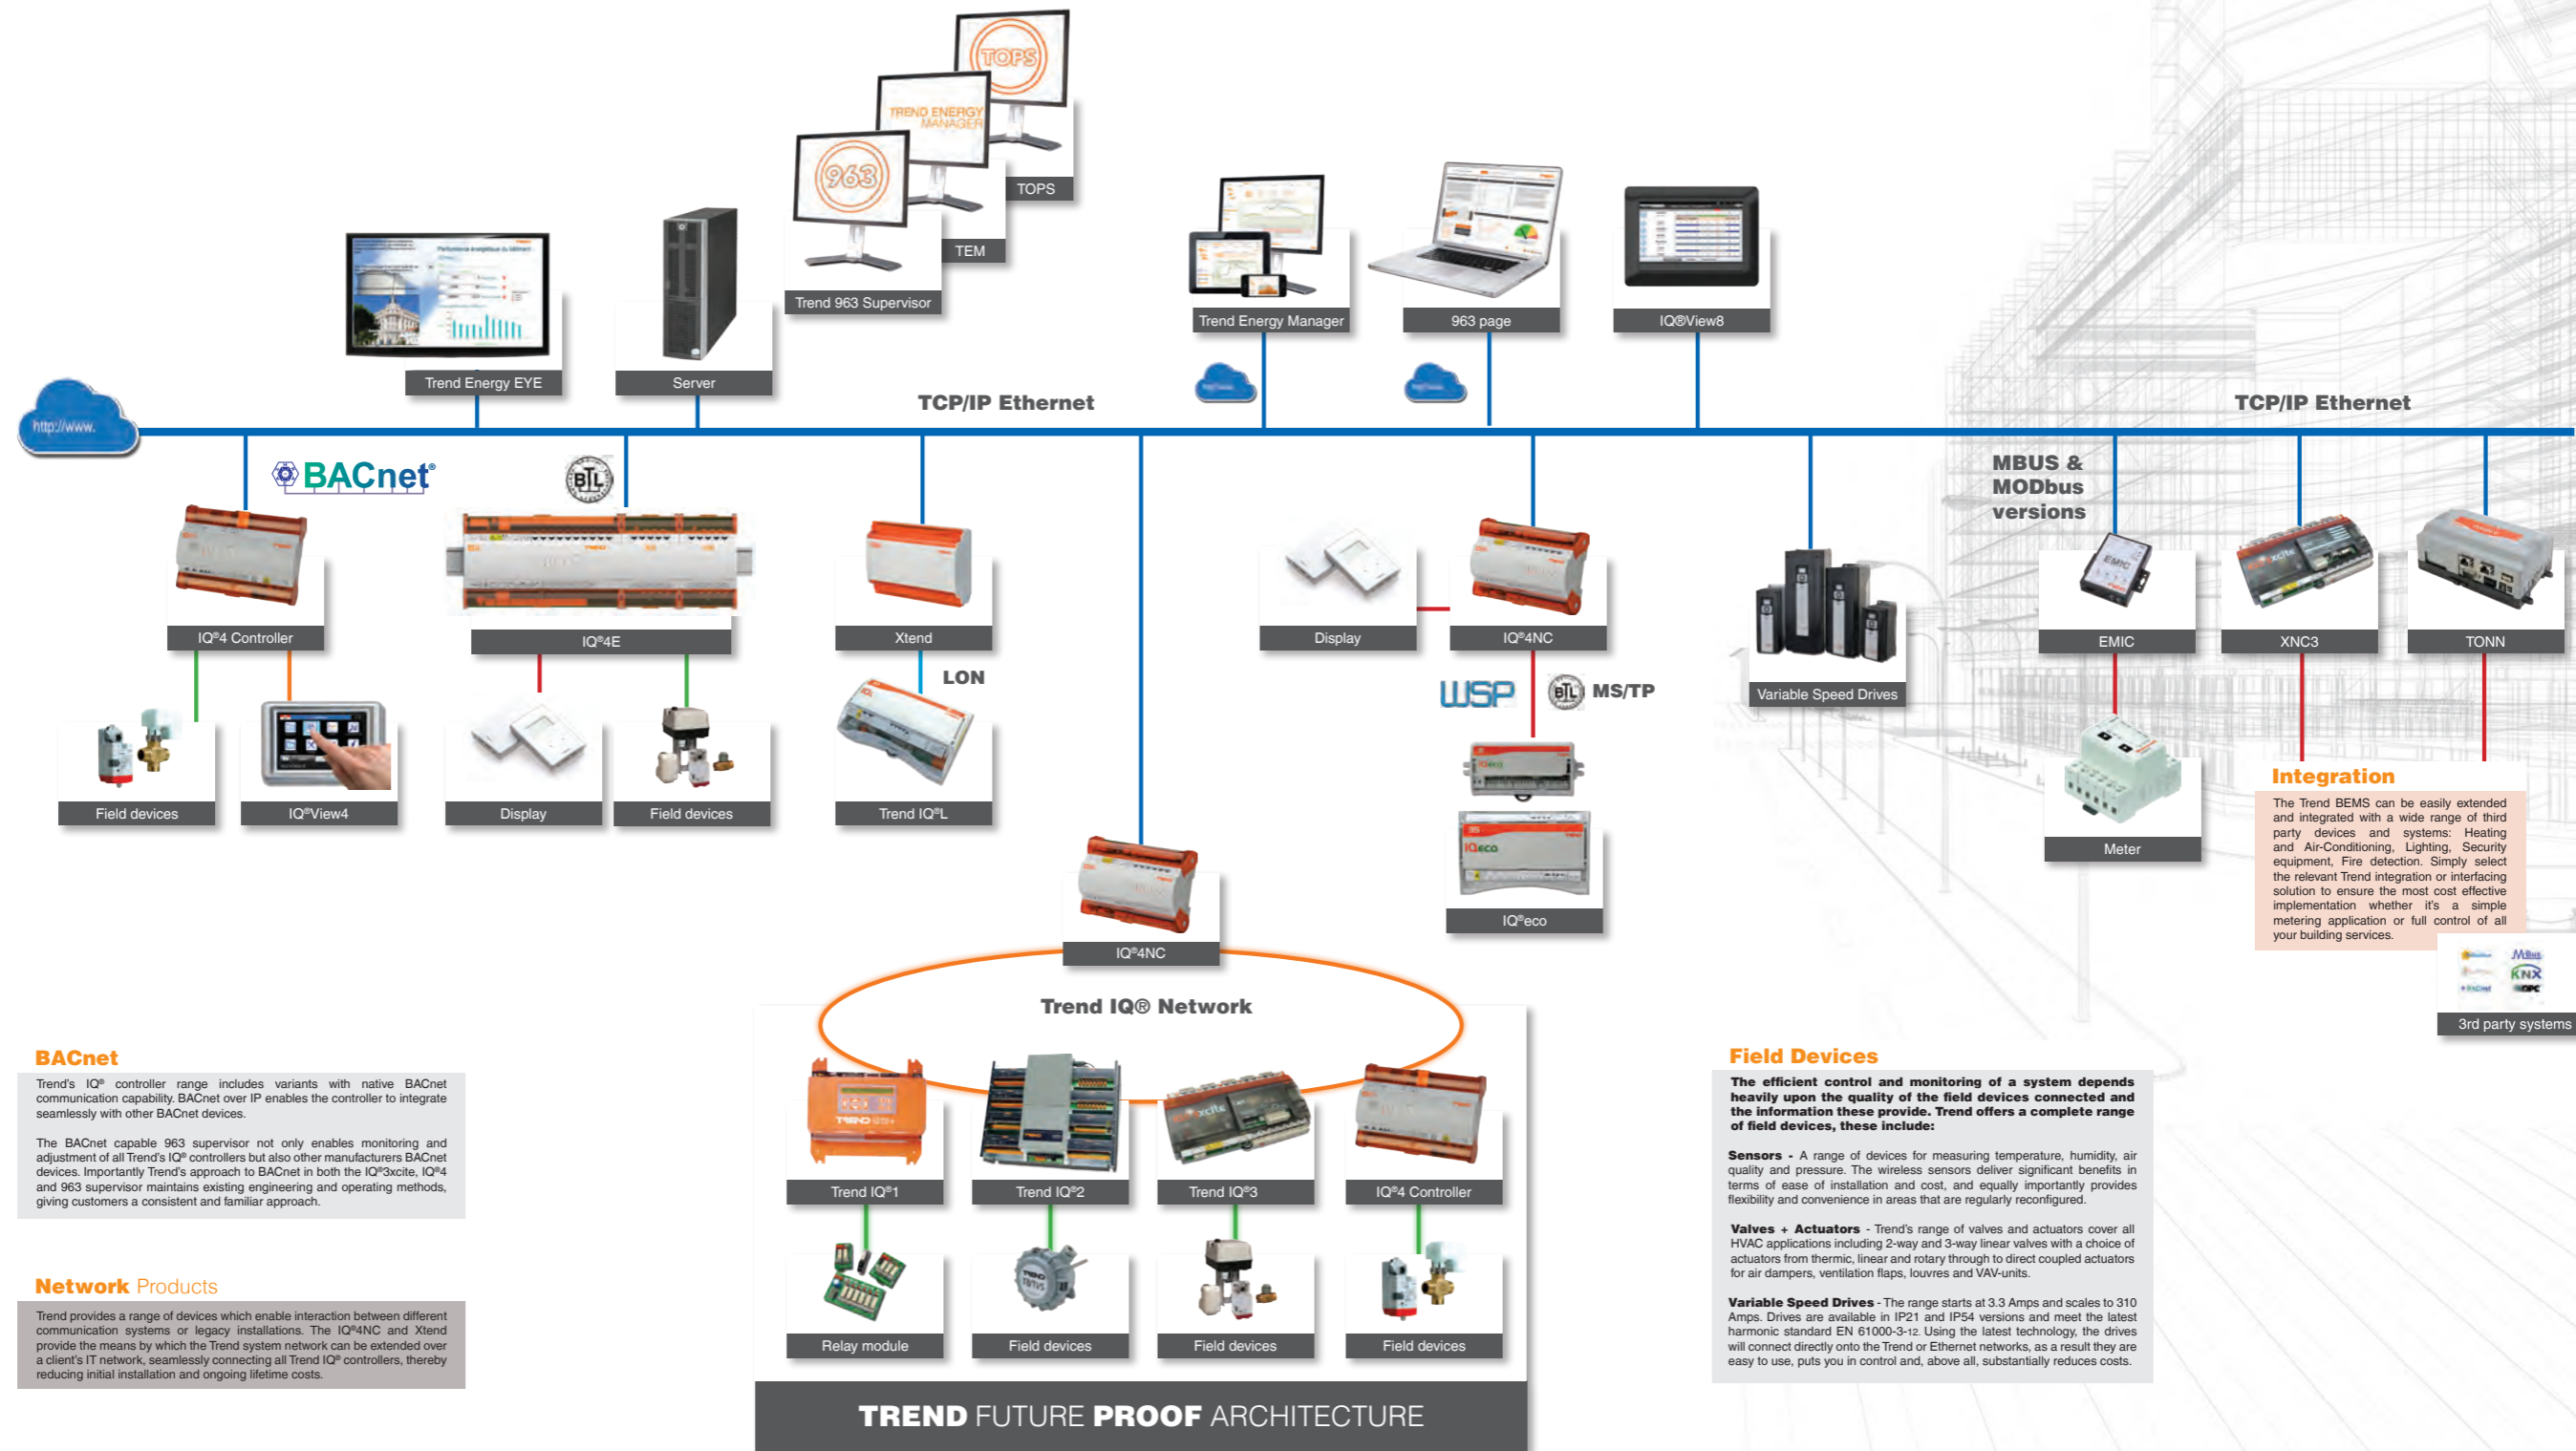 TOPS
TREND ENERGY
MANAGER
963
TOPS
TEM
Trend 963 Supervisor
Performance énergétique du bâtiment
Trend Energy EYE
Server
Trend Energy Manager
963 page
IQ®View8
http://www.
TCP/IP Ethernet
TCP/IP Ethernet
BACnet®
BTL
MBUS &
MODbus
versions
IQ®4 Controller
IQ®4E
Xtend
Display
IQ®4NC
Variable Speed Drives
EMIC
EMIC
xcite
XNC3
TONN
LON
WSP
BTL
MS/TP
Field devices
IQ®View4
Display
Field devices
Trend IQ®L
IQeco
IQeco
IQ®eco
Meter
Integration
The Trend BEMS can be easily extended
and integrated with a wide range of third
party devices and systems: Heating
and Air-Conditioning, Lighting, Security
equipment, Fire detection. Simply select
the relevant Trend integration or interfacing
solution to ensure the most cost effective
implementation whether it's a simple
metering application or full control of all
your building services.
MBus
KNX
BACnet
OPC
3rd party systems
IQ®4NC
Trend IQ® Network
TREND
xcite
Trend IQ®1
Trend IQ®2
Trend IQ®3
IQ®4 Controller
TREND
TB/TI/S
Relay module
Field devices
Field devices
Field devices
TREND FUTURE PROOF ARCHITECTURE
BACnet
Trend's IQ® controller range includes variants with native BACnet
communication capability. BACnet over IP enables the controller to integrate
seamlessly with other BACnet devices.
The BACnet capable 963 supervisor not only enables monitoring and
adjustment of all Trend's IQ® controllers but also other manufacturers BACnet
devices. Importantly Trend's approach to BACnet in both the IQ®3xcite, IQ®4
and 963 supervisor maintains existing engineering and operating methods,
giving customers a consistent and familiar approach.
Network Products
Trend provides a range of devices which enable interaction between different
communication systems or legacy installations. The IQ®4NC and Xtend
provide the means by which the Trend system network can be extended over
a client's IT network, seamlessly connecting all Trend IQ® controllers, thereby
reducing initial installation and ongoing lifetime costs.
Field Devices
The efficient control and monitoring of a system depends
heavily upon the quality of the field devices connected and
the information these provide. Trend offers a complete range
of field devices, these include:
Sensors - A range of devices for measuring temperature, humidity, air
quality and pressure. The wireless sensors deliver significant benefits in
terms of ease of installation and cost, and equally importantly provides
flexibility and convenience in areas that are regularly reconfigured.
Valves + Actuators - Trend's range of valves and actuators cover all
HVAC applications including 2-way and 3-way linear valves with a choice of
actuators from thermic, linear and rotary through to direct coupled actuators
for air dampers, ventilation flaps, louvres and VAV-units.
Variable Speed Drives - The range starts at 3.3 Amps and scales to 310
Amps. Drives are available in IP21 and IP54 versions and meet the latest
harmonic standard EN 61000-3-12. Using the latest technology, the drives
will connect directly onto the Trend or Ethernet networks, as a result they are
easy to use, puts you in control and, above all, substantially reduces costs.